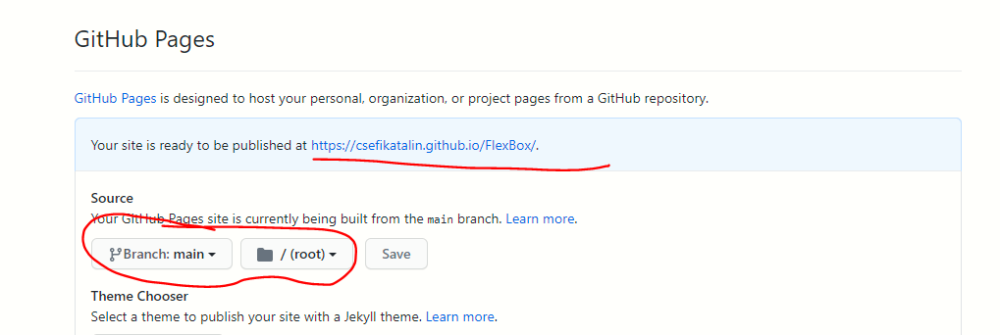 GitHub Pages
GitHub Pages is designed to host your personal, organization, or project pages from a GitHub repository.
Your site is ready to be published at https://csefikatalin.github.io/FlexBox/.
Source
Your GitHub Pages site is currently being built from the main branch. Learn more.
Branch: main / (root) Save
Theme Chooser
Select a theme to publish your site with a Jekyll theme. Learn more.